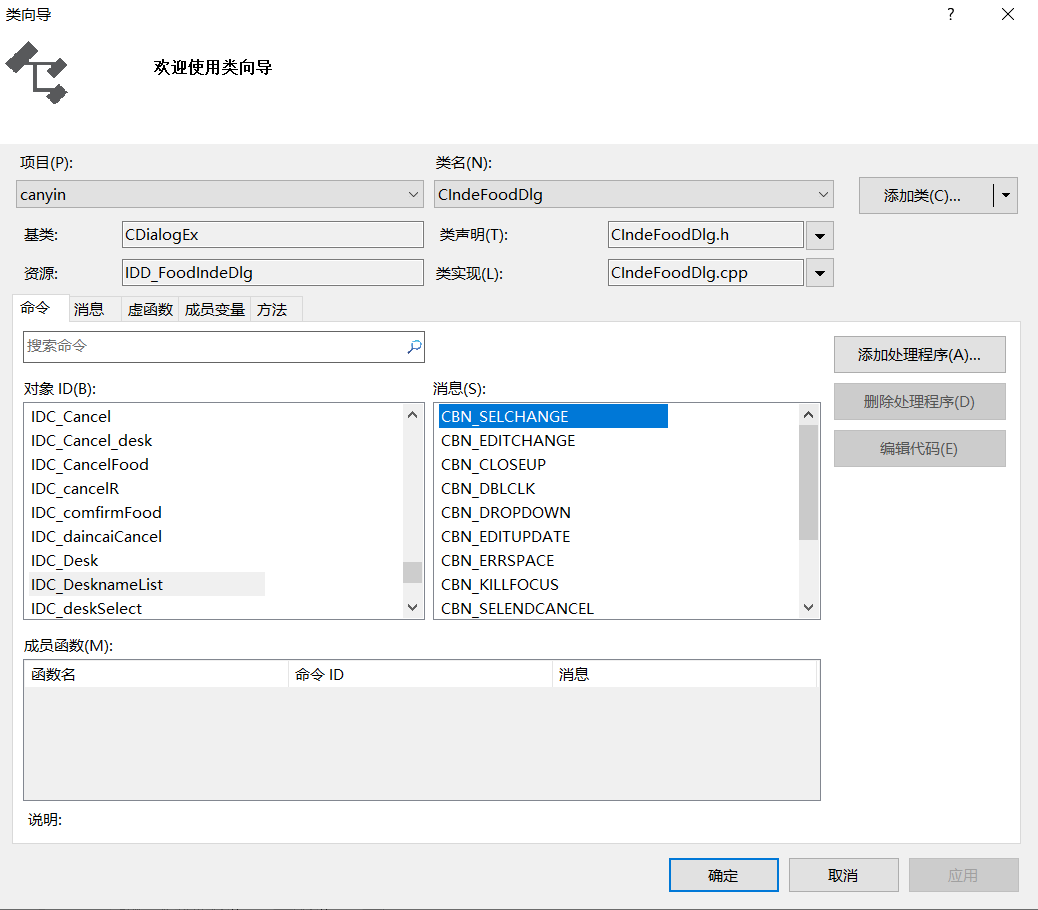 类向导
?
欢迎使用类向导
项目(P):
类名(N):
canyin
CIndeFoodDlg
添加类(C)...
基类:
CDialogEx
类声明(T):
CIndeFoodDlg.h
资源:
IDD_FoodIndeDlg
类实现(L):
CIndeFoodDlg.cpp
命令 消息 虚函数 成员变量 方法
搜索命令
添加处理程序(A)...
对象 ID(B):
消息(S):
删除处理程序(D)
编辑代码(E)
IDC_Cancel
IDC_Cancel_desk
IDC_CancelFood
IDC_cancelR
IDC_comfirmFood
IDC_daincaiCancel
IDC_Desk
IDC_DesknameList
IDC_deskSelect
CBN_SELCHANGE
CBN_EDITCHANGE
CBN_CLOSEUP
CBN_DBLCLK
CBN_DROPDOWN
CBN_EDITUPDATE
CBN_ERRSPACE
CBN_KILLFOCUS
CBN_SELENDCANCEL
成员函数(M):
函数名 命令 ID 消息
说明:
确定 取消 应用